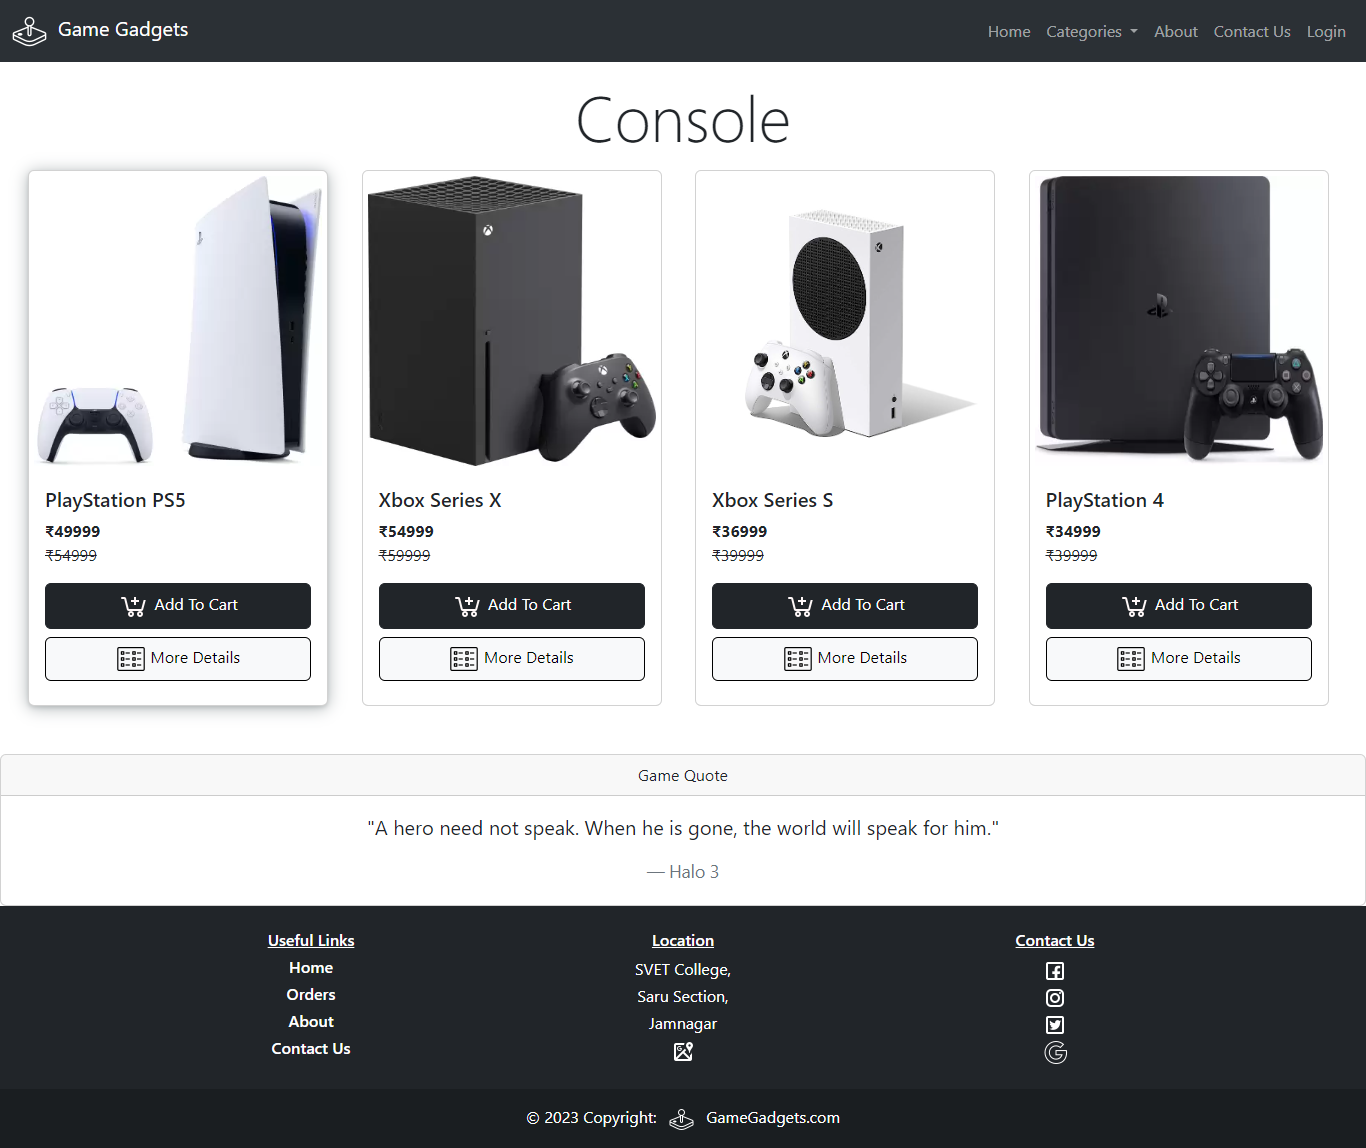 Game Gadgets
Home Categories About Contact Us Login
Console
PlayStation PS5
₹49999
₹54999
Add To Cart
More Details
Xbox Series X
₹54999
₹59999
Add To Cart
More Details
Xbox Series S
₹36999
₹39999
Add To Cart
More Details
PlayStation 4
₹34999
₹39999
Add To Cart
More Details
Game Quote
"A hero need not speak. When he is gone, the world will speak for him."
— Halo 3
Useful Links
Home
Orders
About
Contact Us
Location
SVET College,
Saru Section,
Jamnagar
Contact Us
© 2023 Copyright: GameGadgets.com